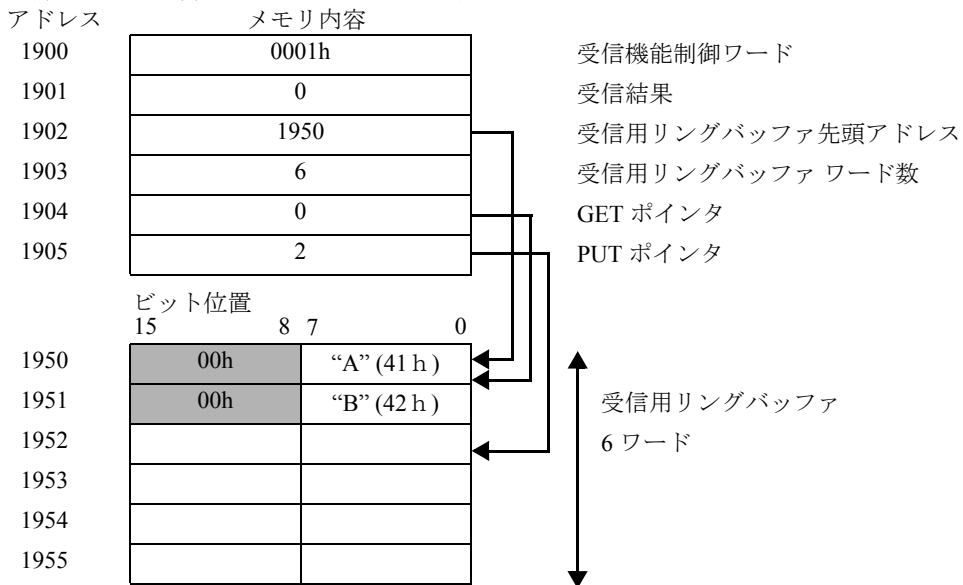 アドレス メモリ内容
1900 0001h 受信機能制御ワード
1901 0 受信結果
1902 1950 受信用リングバッファ先頭アドレス
1903 6 受信用リングバッファ ワード数
1904 0 GET ポインタ
1905 2 PUT ポインタ
ビット位置
15 8 7 0
1950 00h “A” (41ｈ)
1951 00h “B” (42ｈ) 受信用リングバッファ
1952 6 ワード
1953
1954
1955